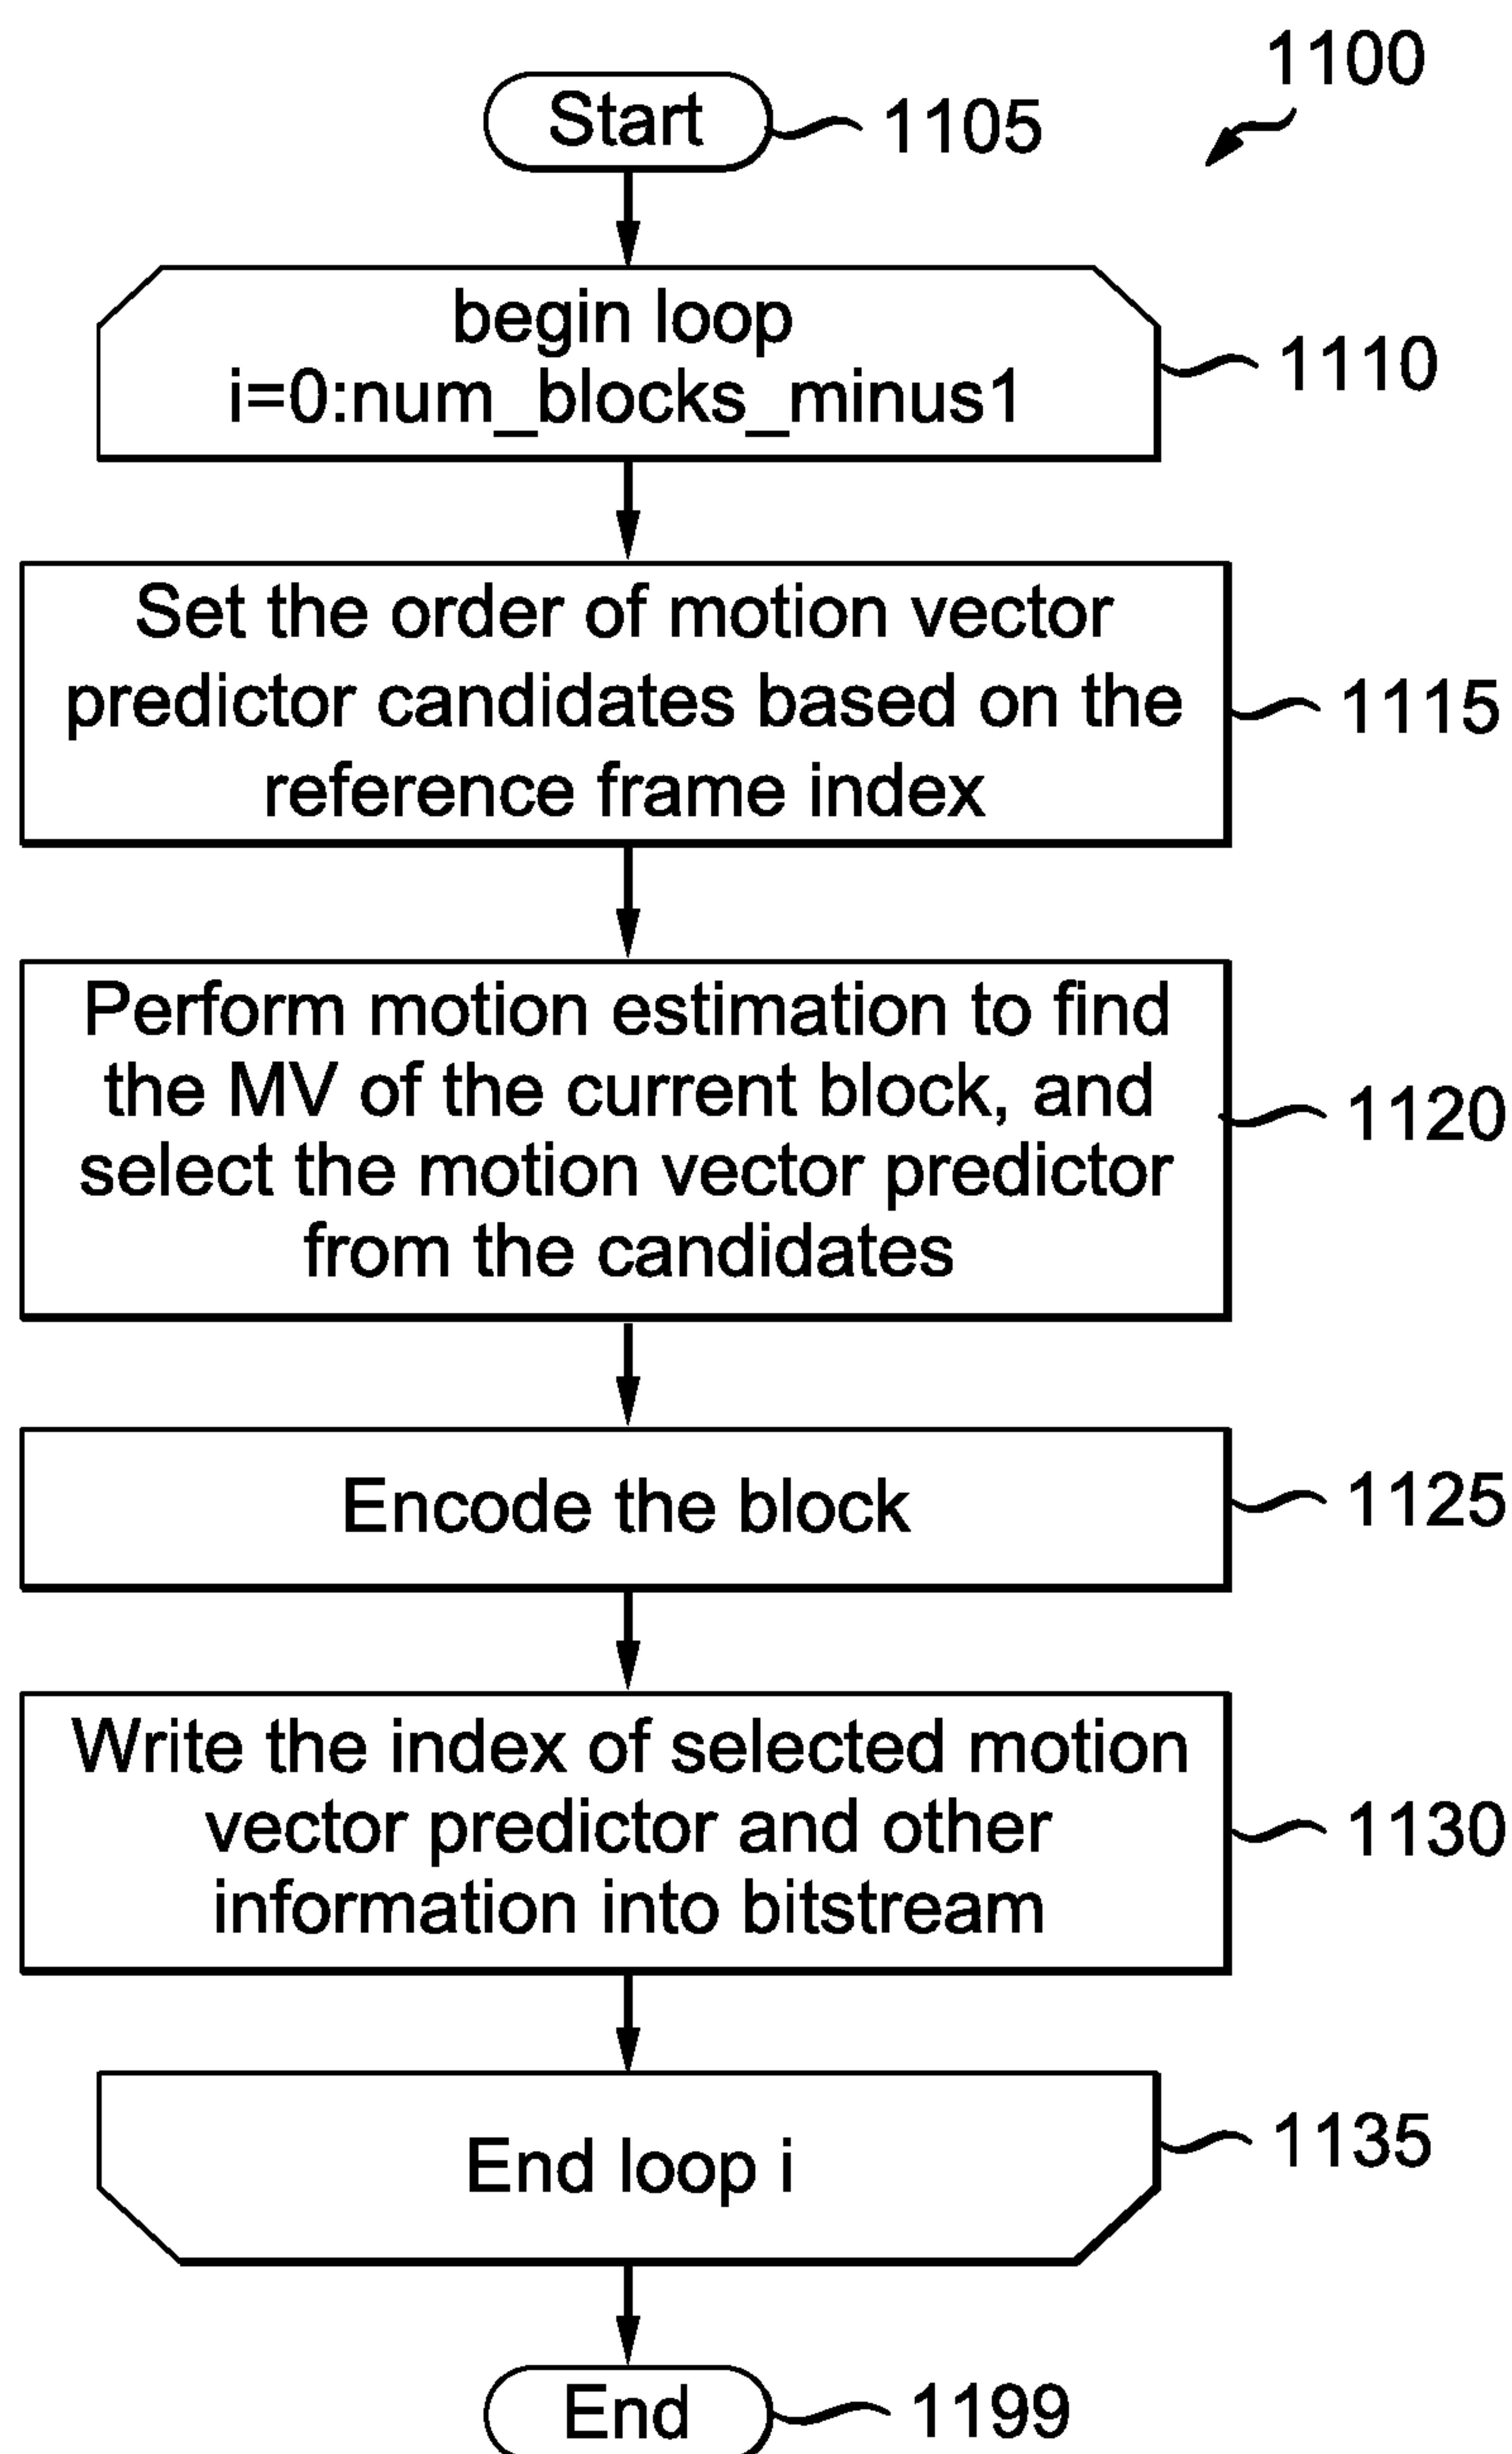 1100
Start
1105
begin loop
i=0:num_blocks_minus1
1110
Set the order of motion vector
predictor candidates based on the
reference frame index
1115
Perform motion estimation to find
the MV of the current block, and
select the motion vector predictor
from the candidates
1120
Encode the block
1125
Write the index of selected motion
vector predictor and other
information into bitstream
1130
End loop i
1135
End
1199